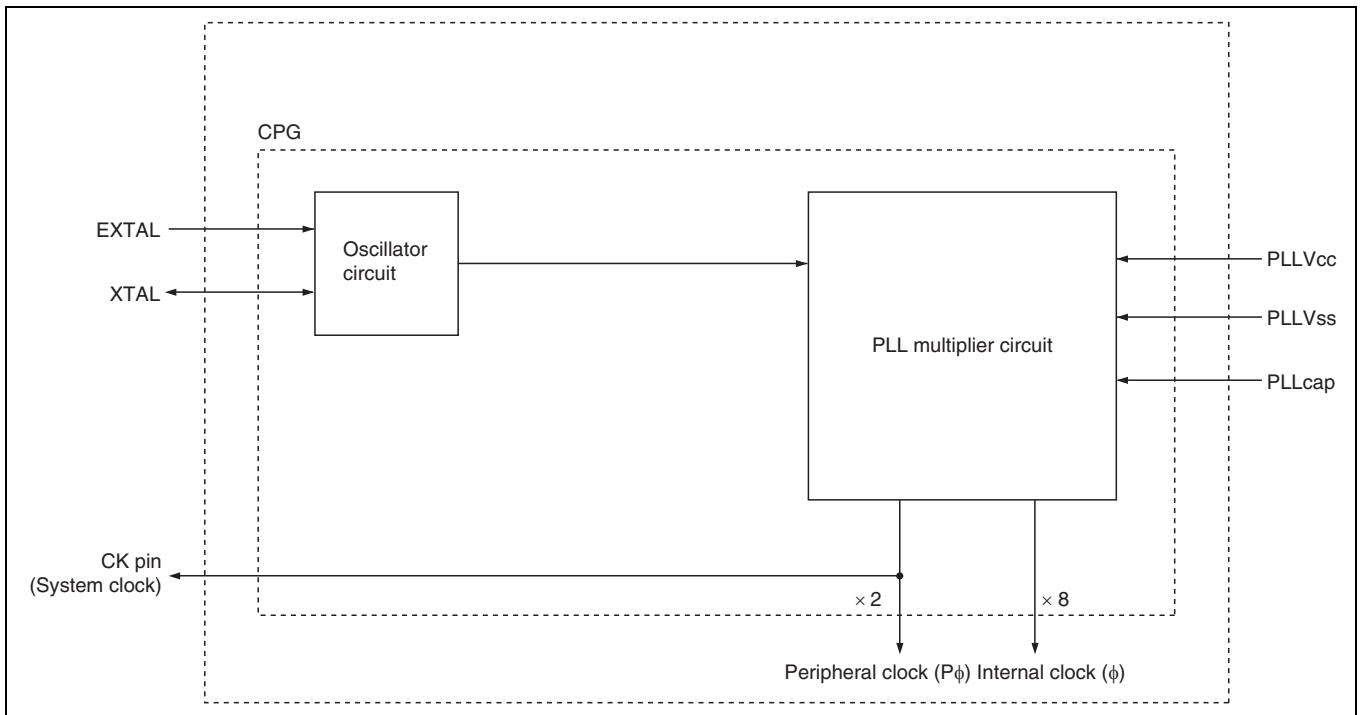 CPG
EXTAL
XTAL
Oscillator
circuit
PLL multiplier circuit
PLLVcc
PLLVss
PLLcap
CK pin
(System clock)
× 2
× 8
Peripheral clock (Pϕ) Internal clock (ϕ)